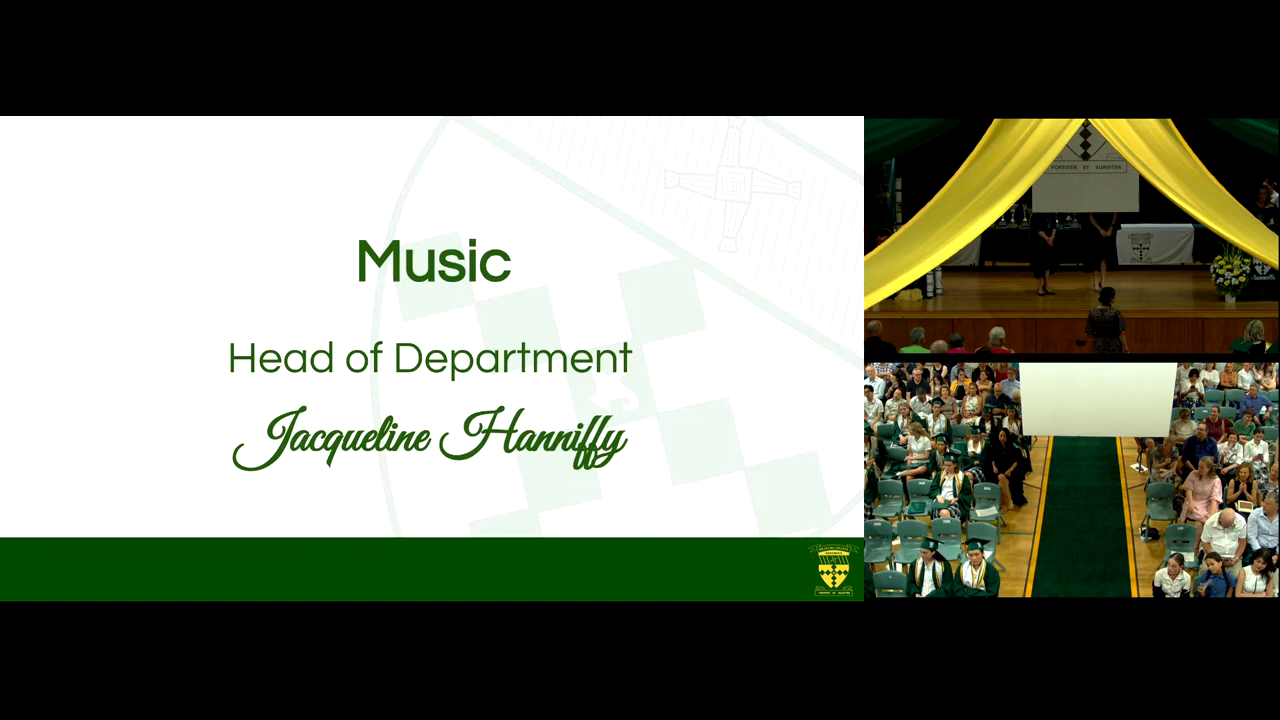 Music
Head of Department
Jacqueline Hanniffy
FORTITER ET SUAVITER